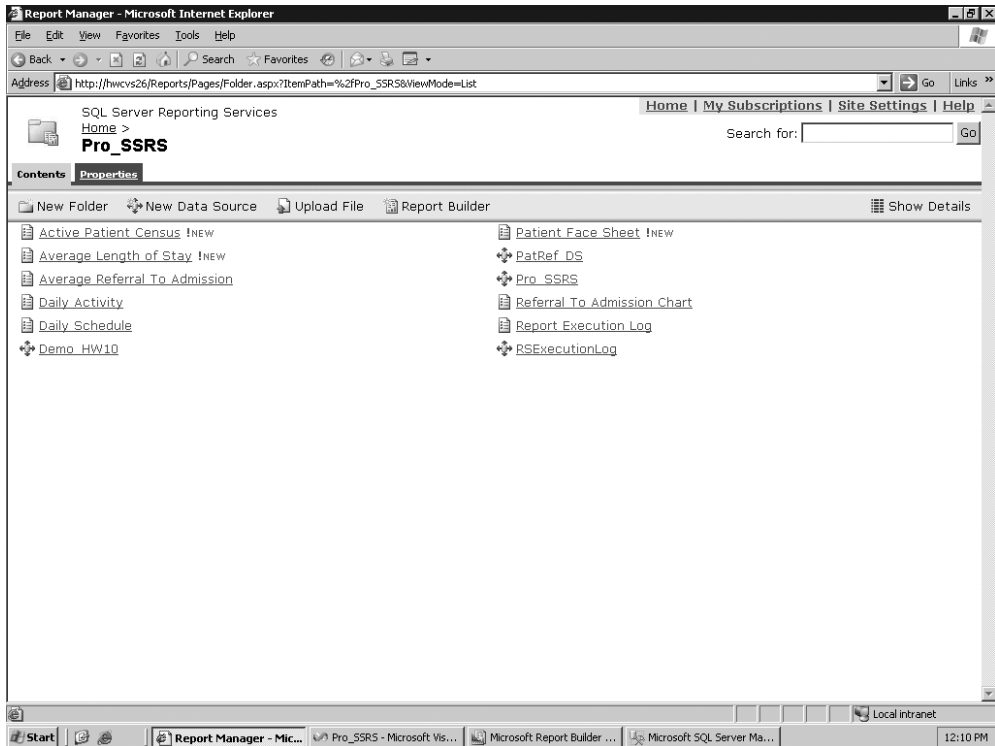 Report Manager - Microsoft Internet Explorer
File Edit View Favorites Tools Help
Back Search Favorites
Address http://hwcvs26/Reports/Pages/Folder.aspx?ItemPath=%2fPro_SSRS&ViewMode=List Go Links »
SQL Server Reporting Services
Home >
Pro_SSRS
Home | My Subscriptions | Site Settings | Help
Search for: Go
Contents Properties
New Folder New Data Source Upload File Report Builder Show Details
Active Patient Census !NEW
Average Length of Stay !NEW
Average Referral To Admission
Daily Activity
Daily Schedule
Demo_HW10
Patient Face Sheet !NEW
PatRef_DS
Pro_SSRS
Referral To Admission Chart
Report Execution Log
RSExecutionLog
Local intranet
Start Report Manager - Mic... Pro_SSRS - Microsoft Vis... Microsoft Report Builder ... Microsoft SQL Server Ma... 12:10 PM